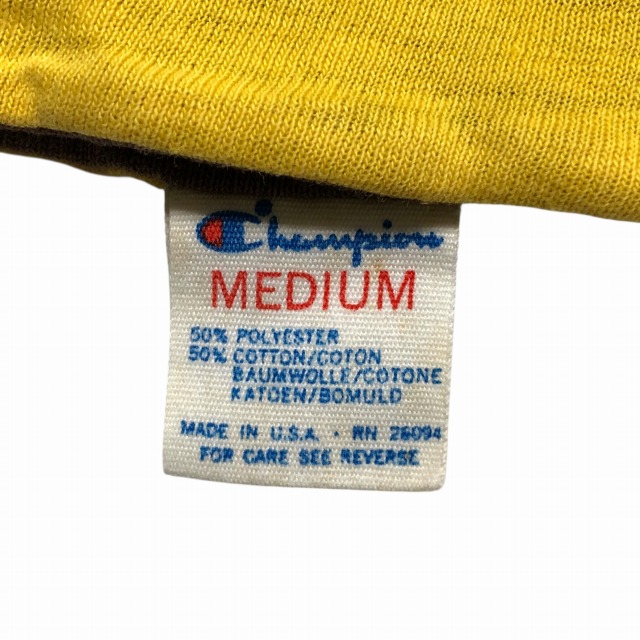 Champion
MEDIUM
50% POLYESTER
50% COTTON/COTON
BAUMWOLLE/COTONE
KATOEN/BOMULD
MADE IN U.S.A. · RN 26094
FOR CARE SEE REVERSE